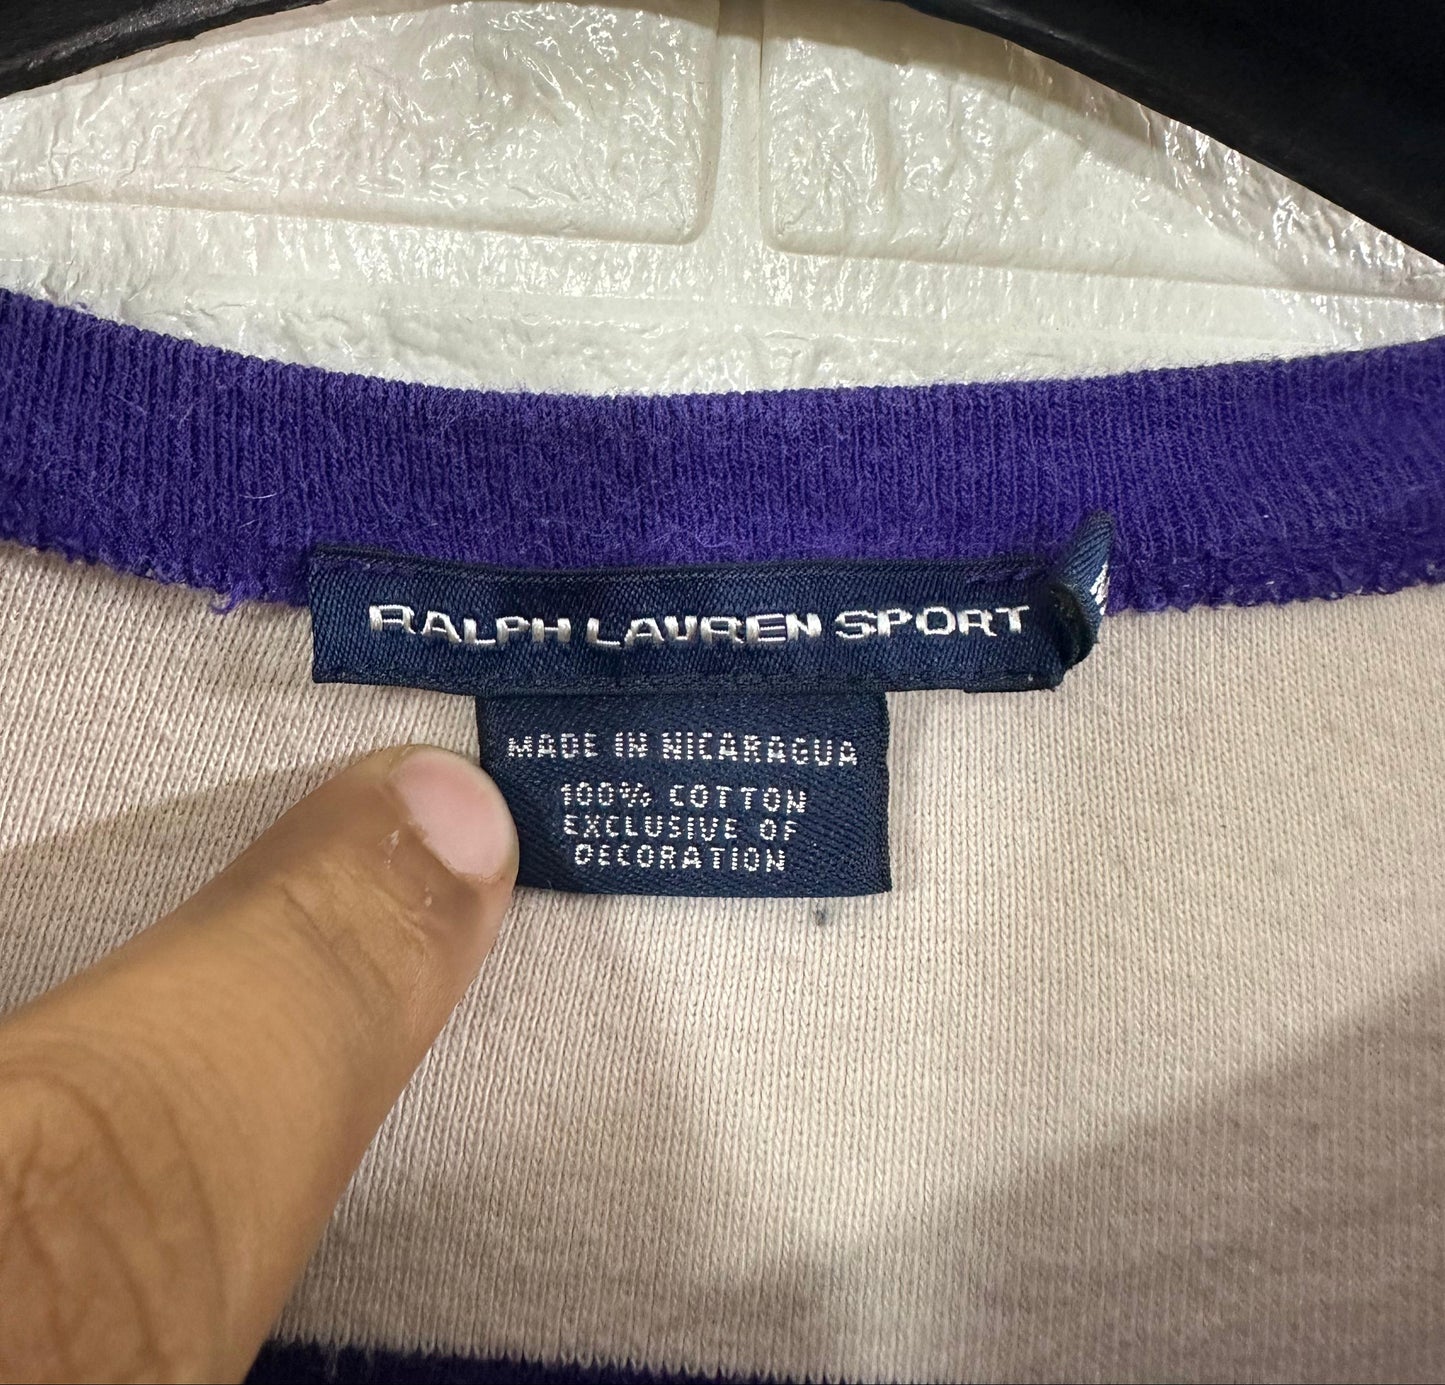 RALPH LAUREN SPORT
MADE IN NICARAGUA
100% COTTON
EXCLUSIVE OF
DECORATION